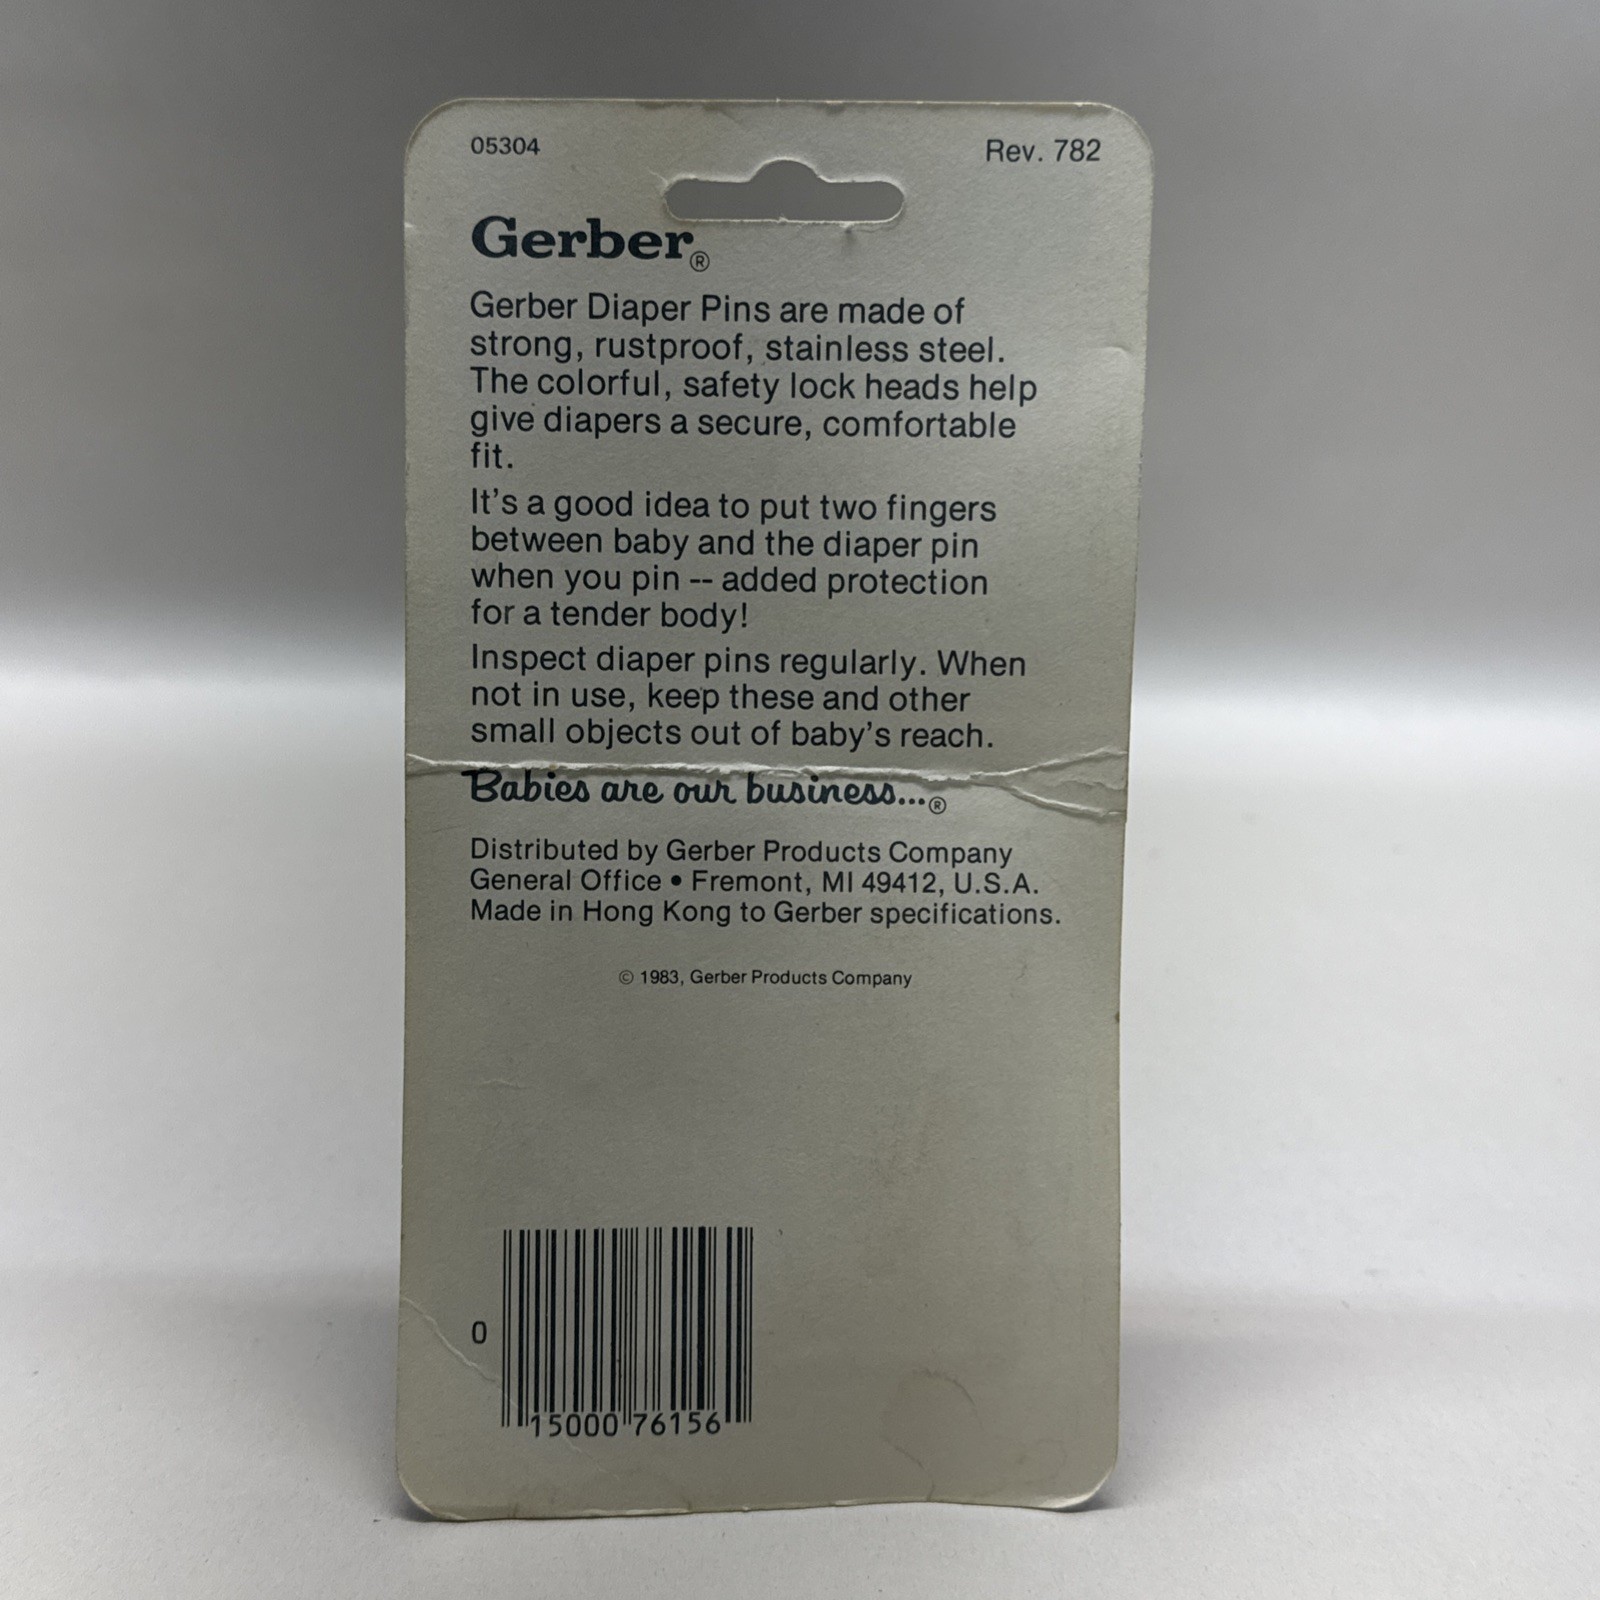 05304 Rev. 782
Gerber®
Gerber Diaper Pins are made of
strong, rustproof, stainless steel.
The colorful, safety lock heads help
give diapers a secure, comfortable
fit.
It's a good idea to put two fingers
between baby and the diaper pin
when you pin -- added protection
for a tender body!
Inspect diaper pins regularly. When
not in use, keep these and other
small objects out of baby's reach.
Babies are our business...®
Distributed by Gerber Products Company
General Office • Fremont, MI 49412, U.S.A.
Made in Hong Kong to Gerber specifications.
© 1983, Gerber Products Company
0
15000 76156